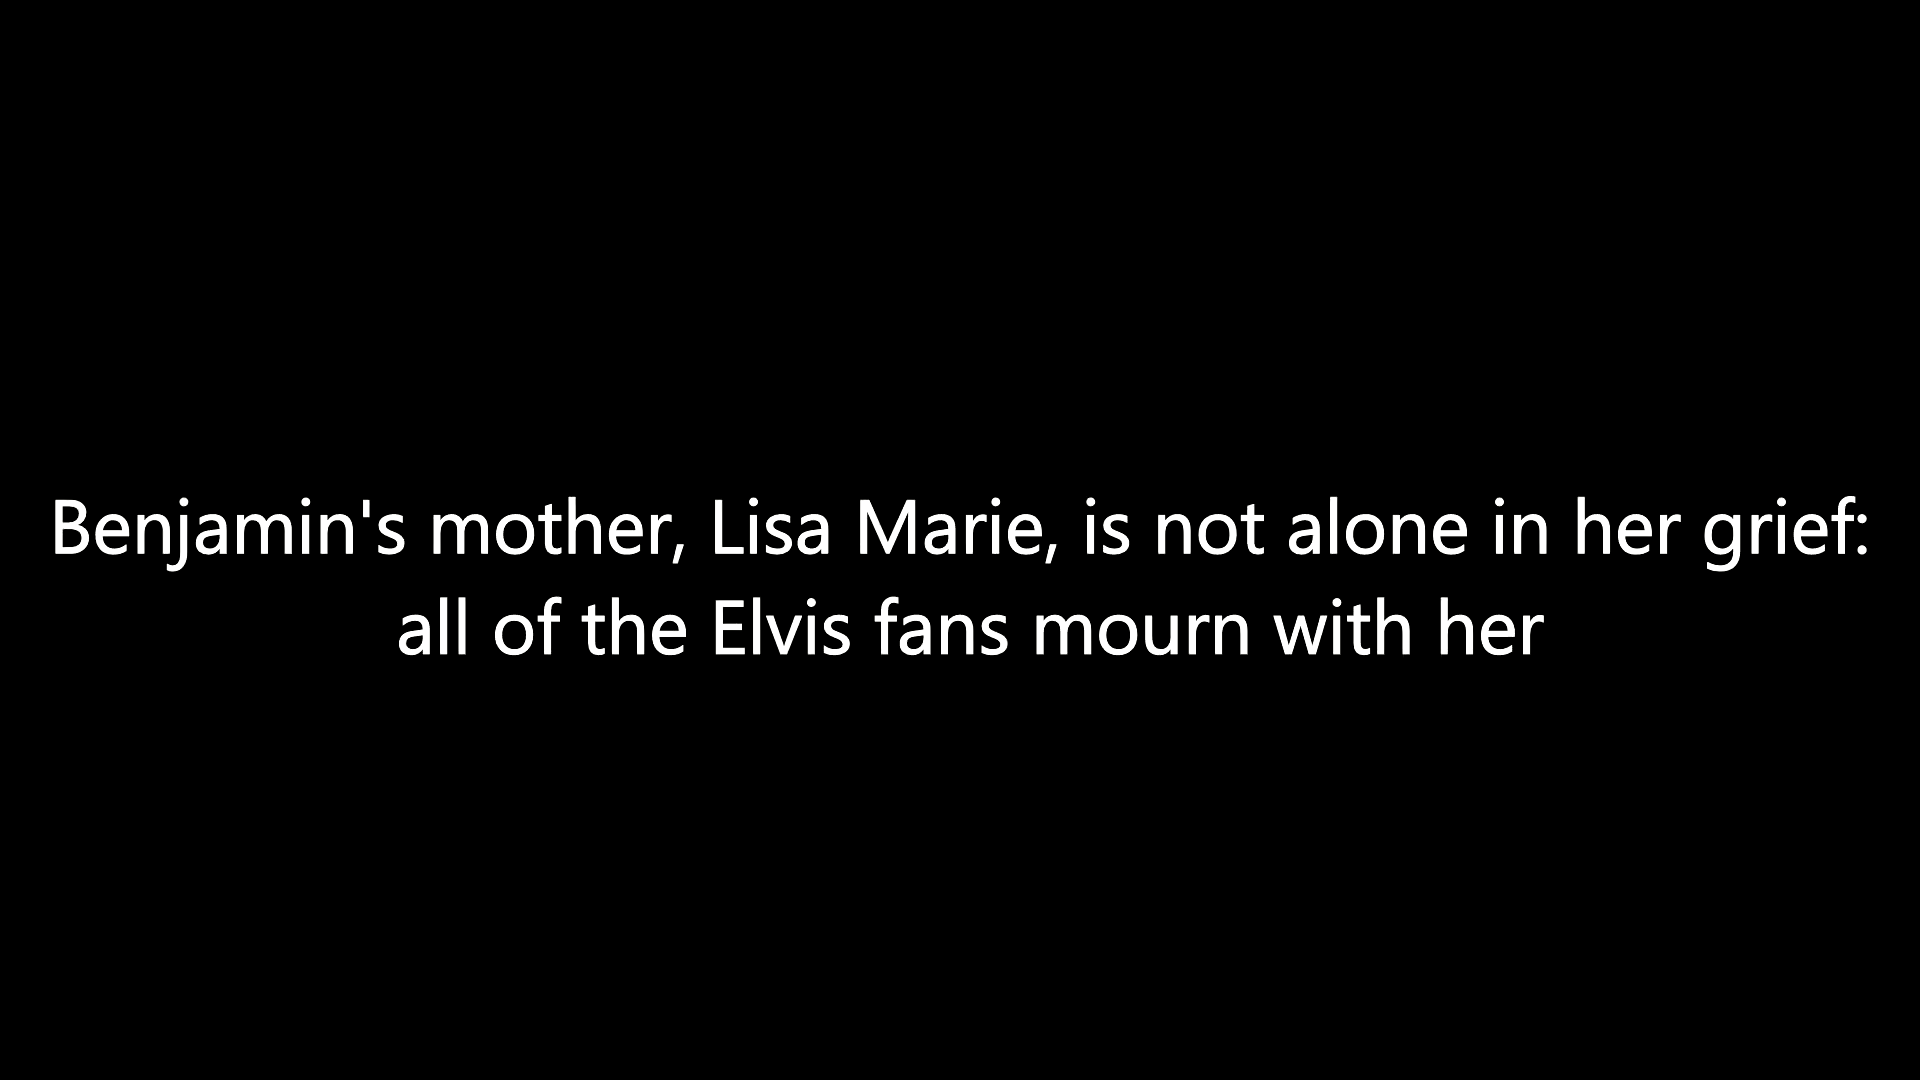 Benjamin's mother, Lisa Marie, is not alone in her grief:
all of the Elvis fans mourn with her